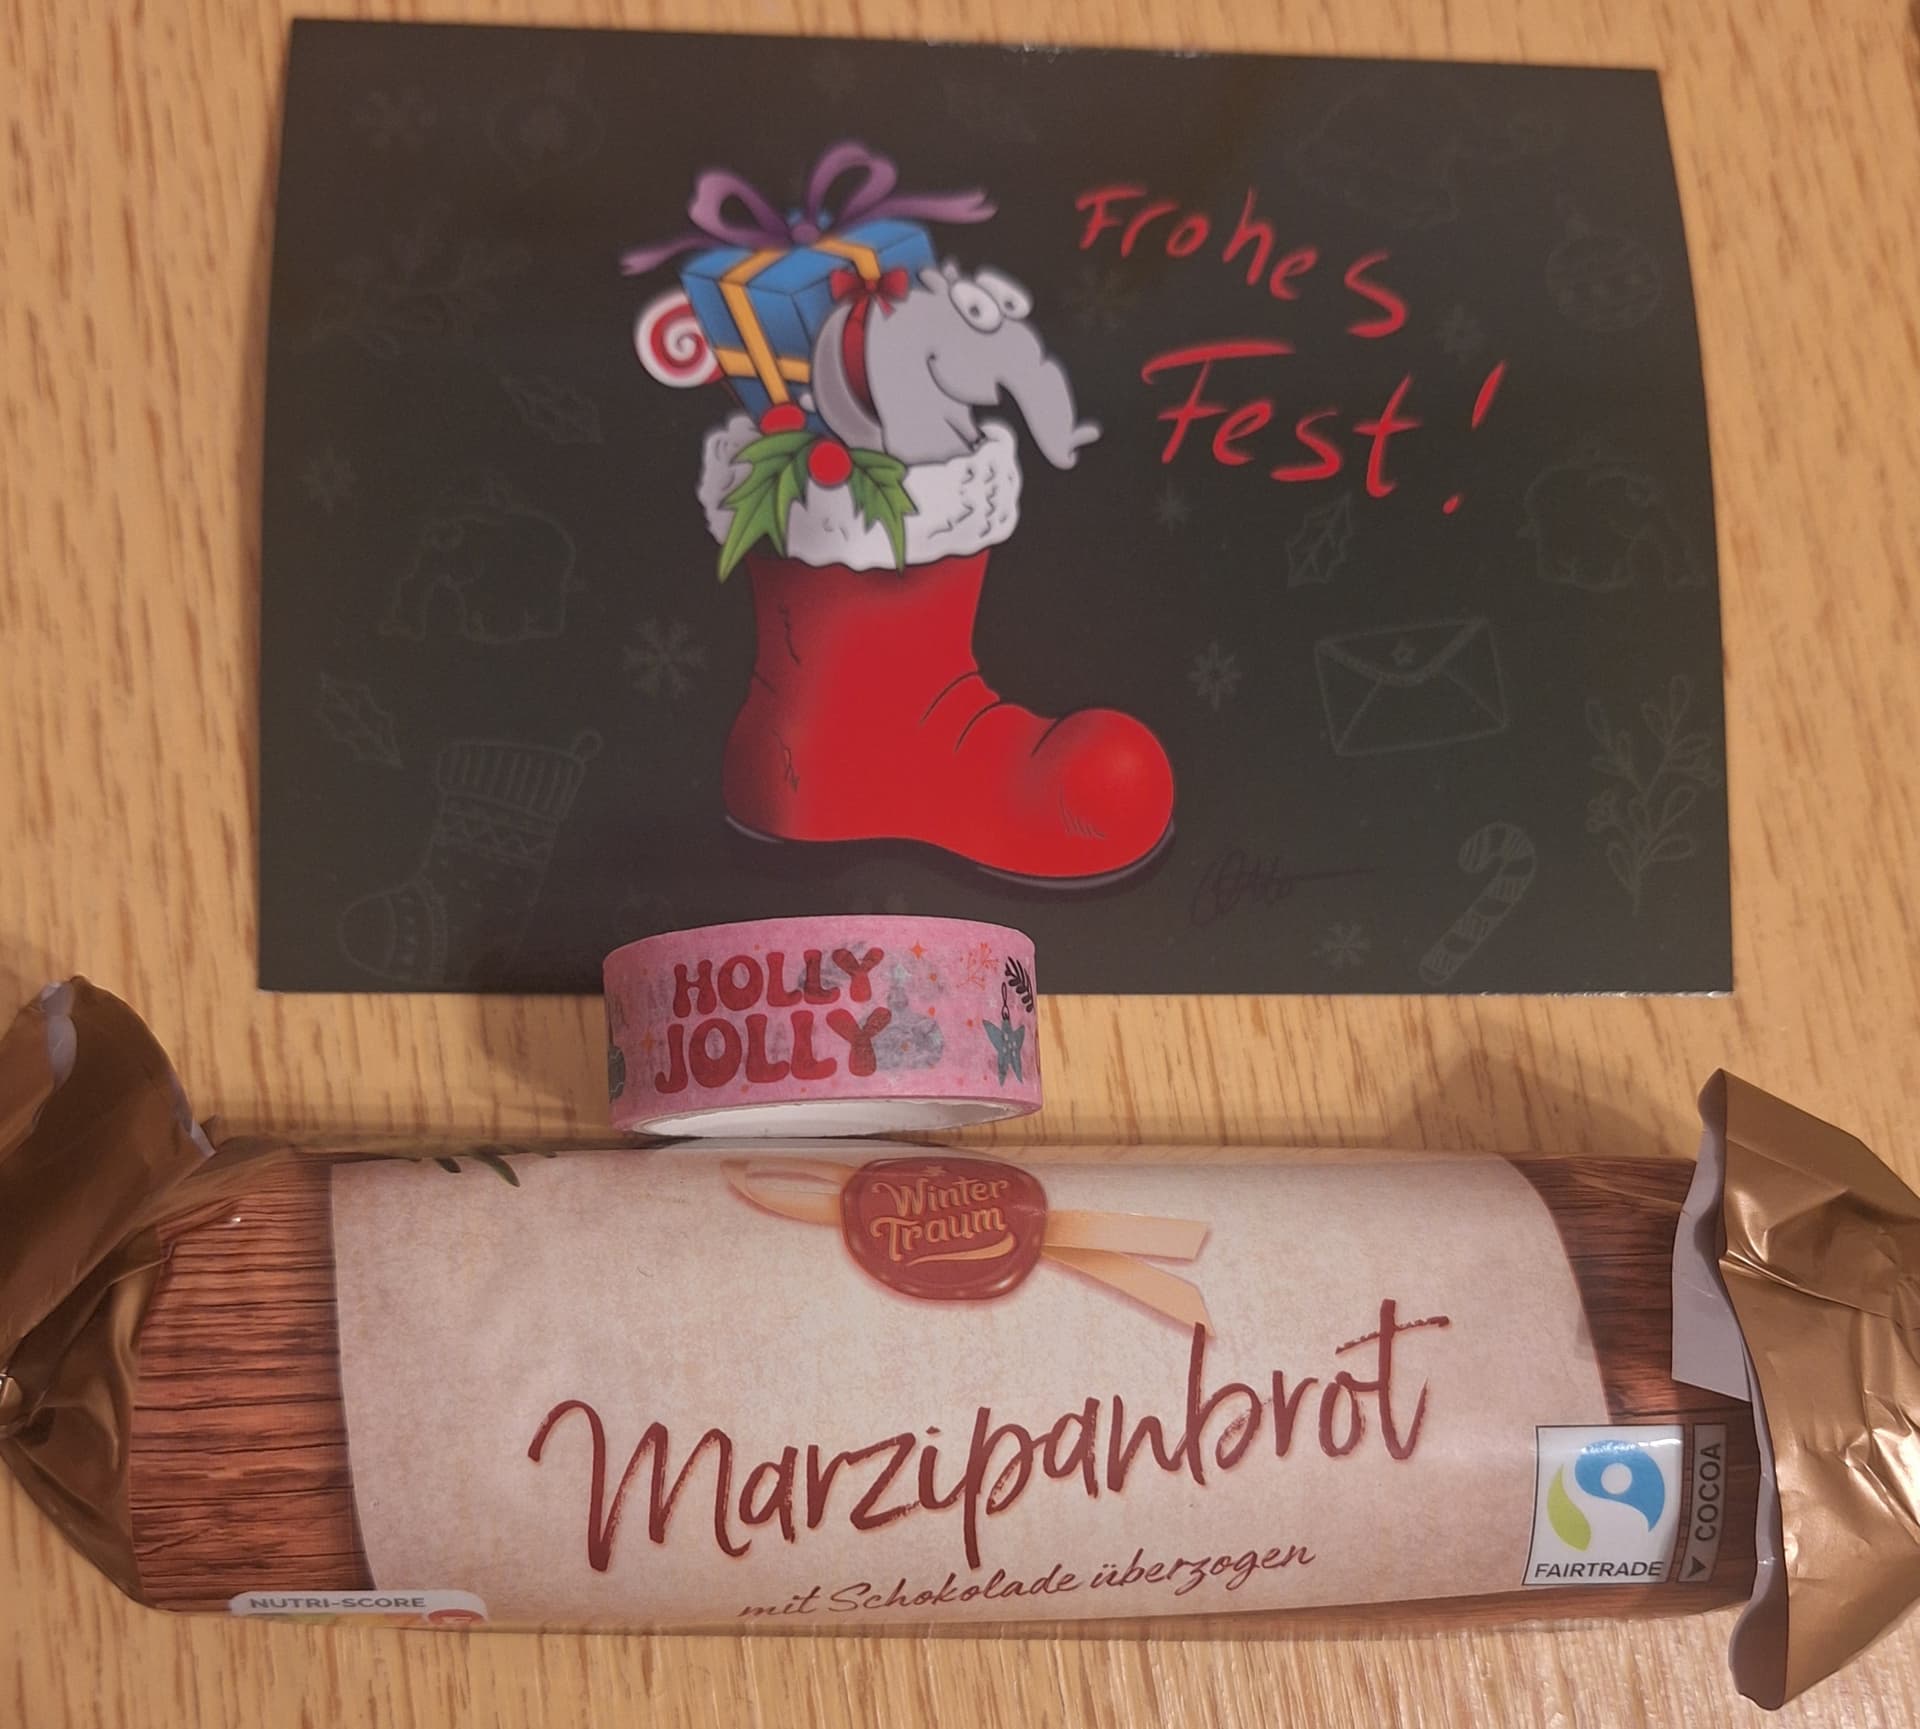 Frohes
Fest!
HOLLY
JOLLY
Winter
Traum
Marzipanbrot
mit Schokolade überzogen
FAIRTRADE
COCOA
NUTRI-SCORE